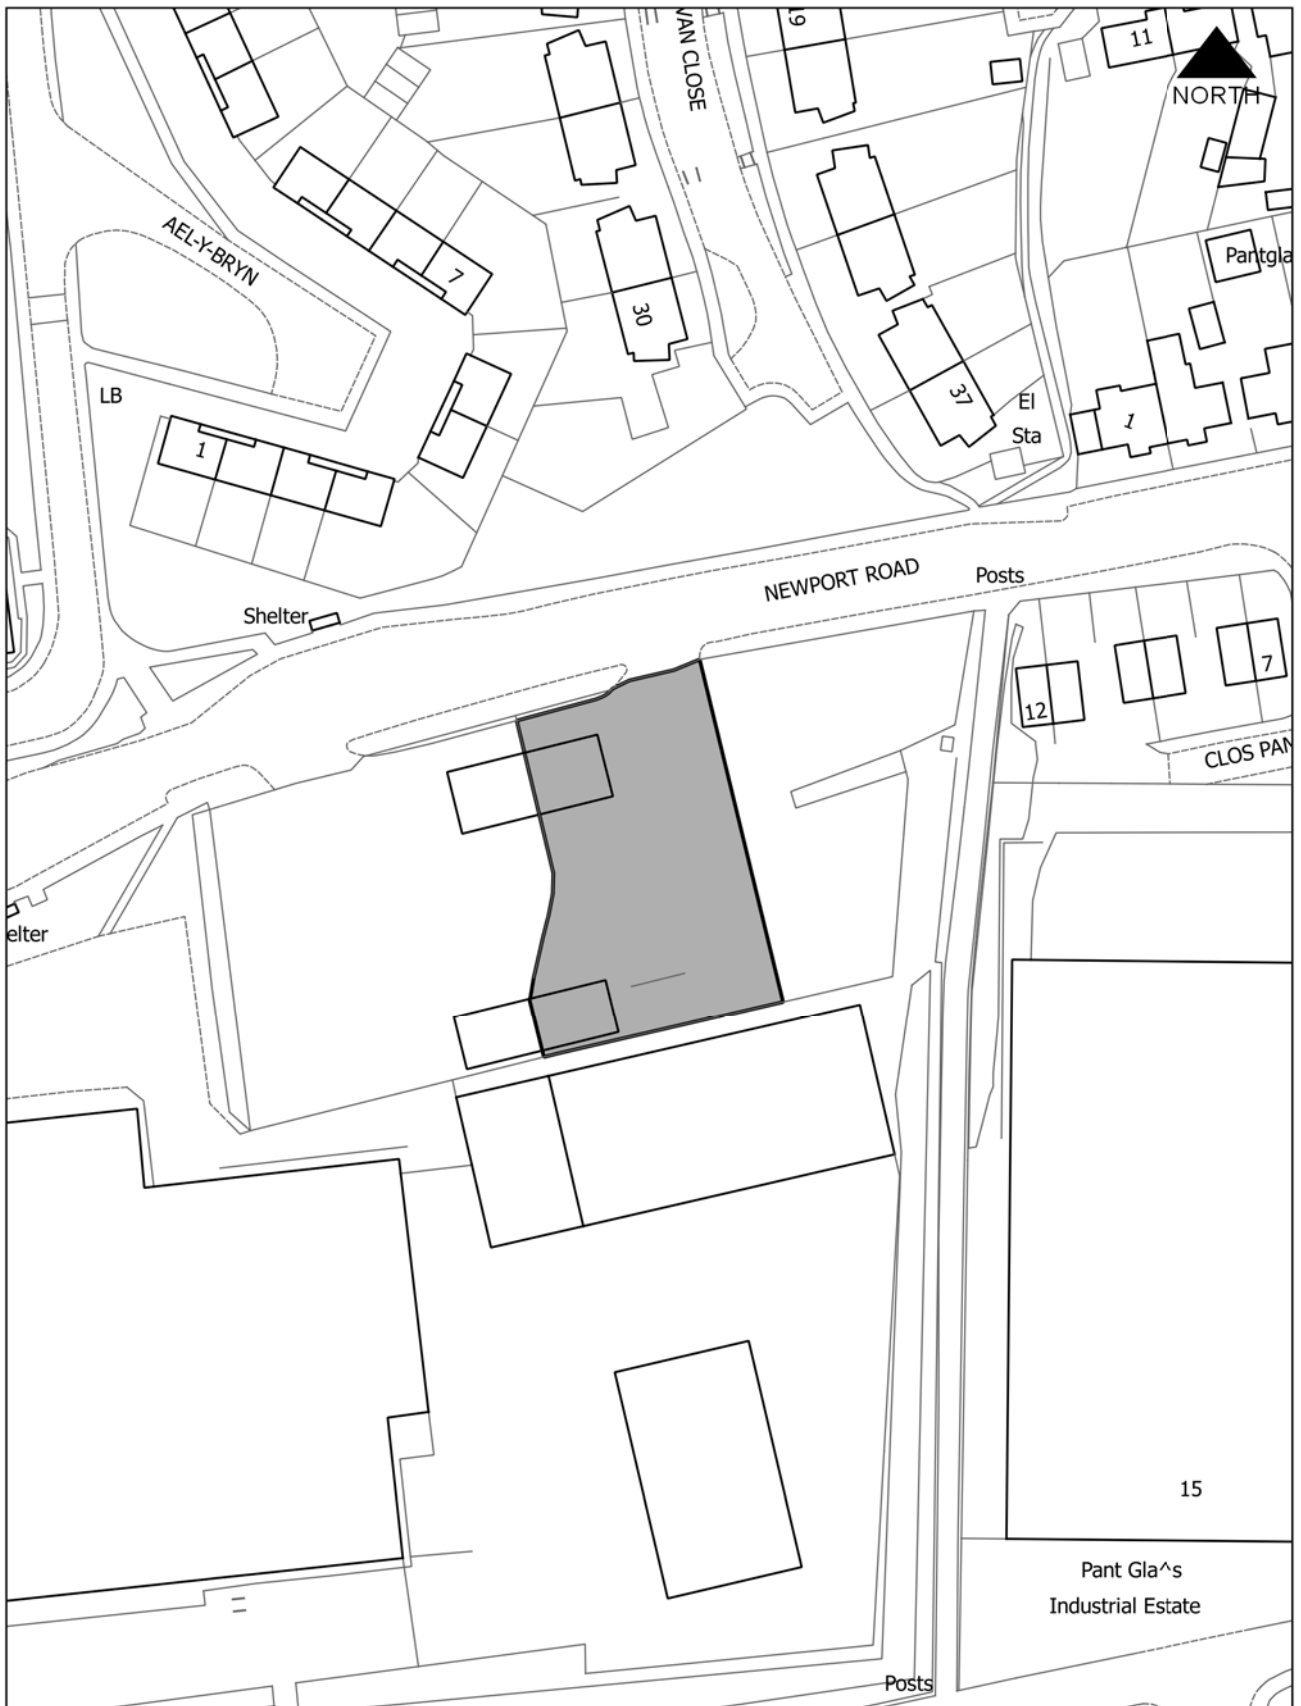 VAN CLOSE
19
11
NORTH
AEL-Y-BRYN
7
30
Pantgla
37
El
Sta
1
LB
1
Shelter
NEWPORT ROAD
Posts
7
12
CLOS PAN
elter
15
Pant Gla^s
Industrial Estate
Posts